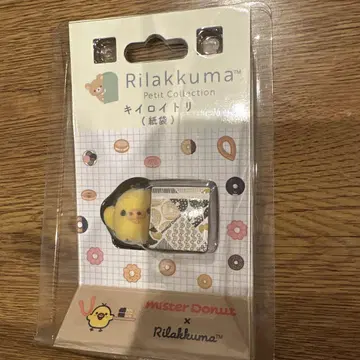 Rilakkuma™
Petit Collection
キイロイトリ
(紙袋)
mister Donut
×
Rilakkuma™